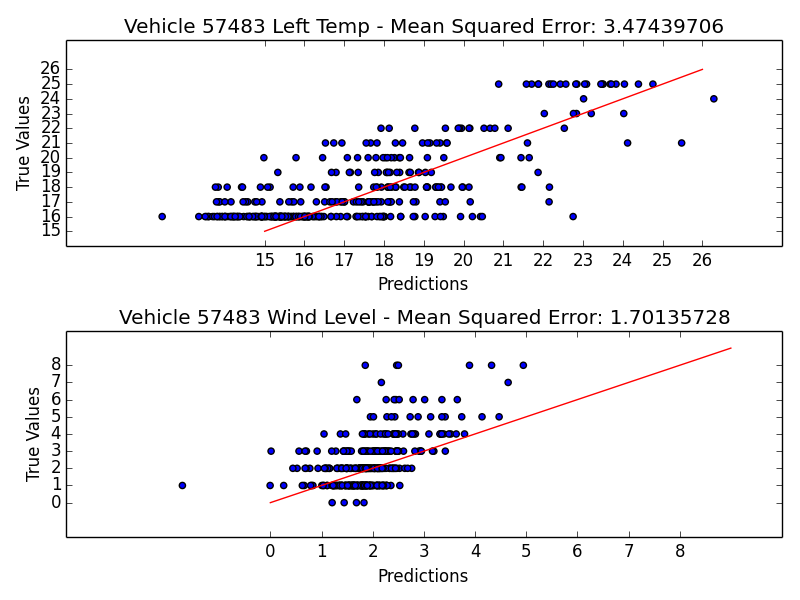 Vehicle 57483 Left Temp - Mean Squared Error: 3.47439706
26
25
24
23
22
21
20
19
18
17
16
15
True Values
15 16 17 18 19 20 21 22 23 24 25 26
Predictions
Vehicle 57483 Wind Level - Mean Squared Error: 1.70135728
8
7
6
5
4
3
2
1
0
True Values
0 1 2 3 4 5 6 7 8
Predictions